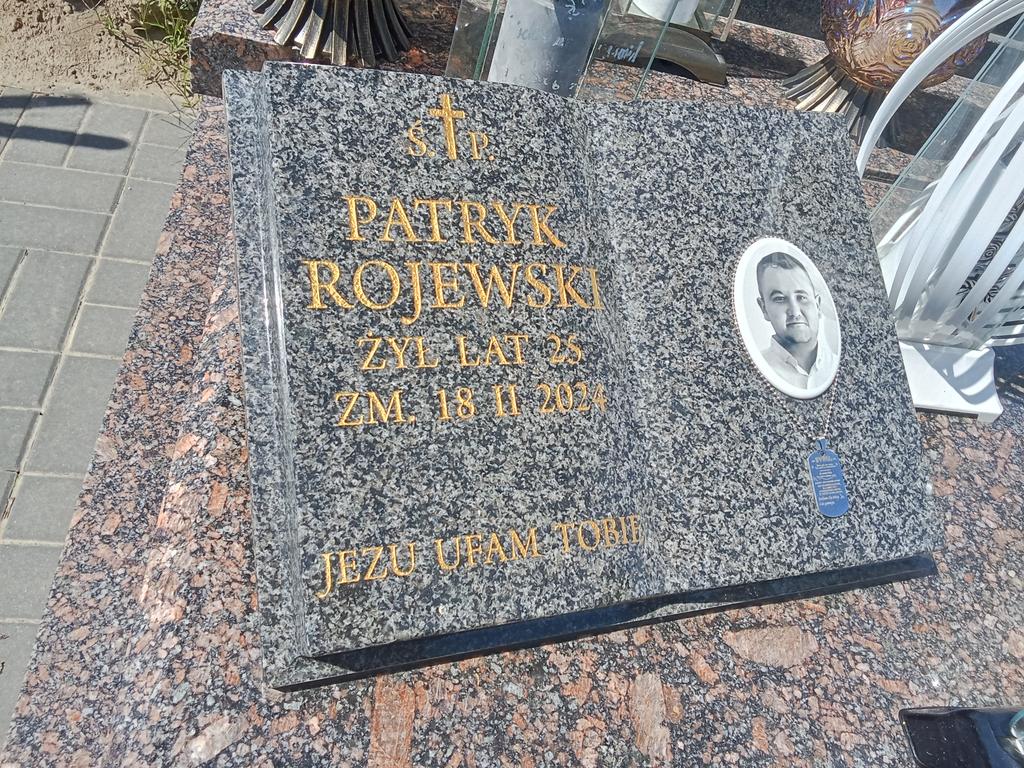 Ś. P.
PATRYK
ROJEWSKI
ŻYŁ LAT 25
ZM. 18 II 2024
JEZU UFAM TOBIE